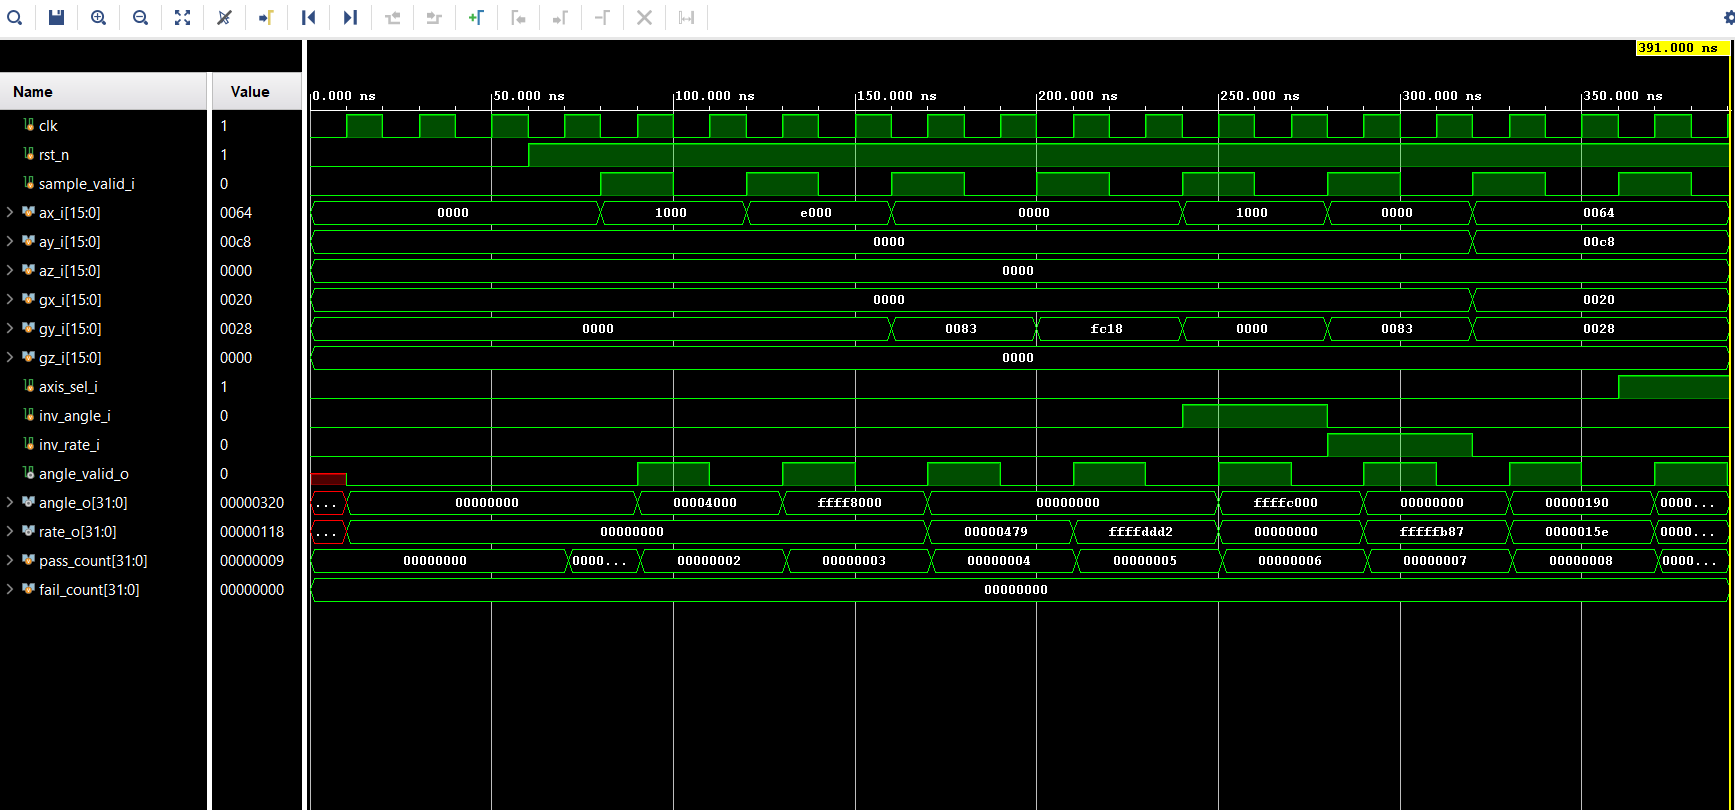 391.000 ns
Name Value 0.000 ns 50.000 ns 100.000 ns 150.000 ns 200.000 ns 250.000 ns 300.000 ns 350.000 ns
clk 1
rst_n 1
sample_valid_i 0
ax_i[15:0] 0064 0000 1000 e000 0000 1000 0000 0064
ay_i[15:0] 00c8 0000 00c8
az_i[15:0] 0000 0000
gx_i[15:0] 0020 0000 0020
gy_i[15:0] 0028 0000 0083 fc18 0000 0083 0028
gz_i[15:0] 0000 0000
axis_sel_i 1
inv_angle_i 0
inv_rate_i 0
angle_valid_o 0
angle_o[31:0] 00000320 ... 00000000 00004000 ffff8000 00000000 ffffc000 00000000 00000190 0000...
rate_o[31:0] 00000118 ... 00000000 00000479 ffffddd2 00000000 fffffb87 0000015e 0000...
pass_count[31:0] 00000009 00000000 0000... 00000002 00000003 00000004 00000005 00000006 00000007 00000008 0000...
fail_count[31:0] 00000000 00000000